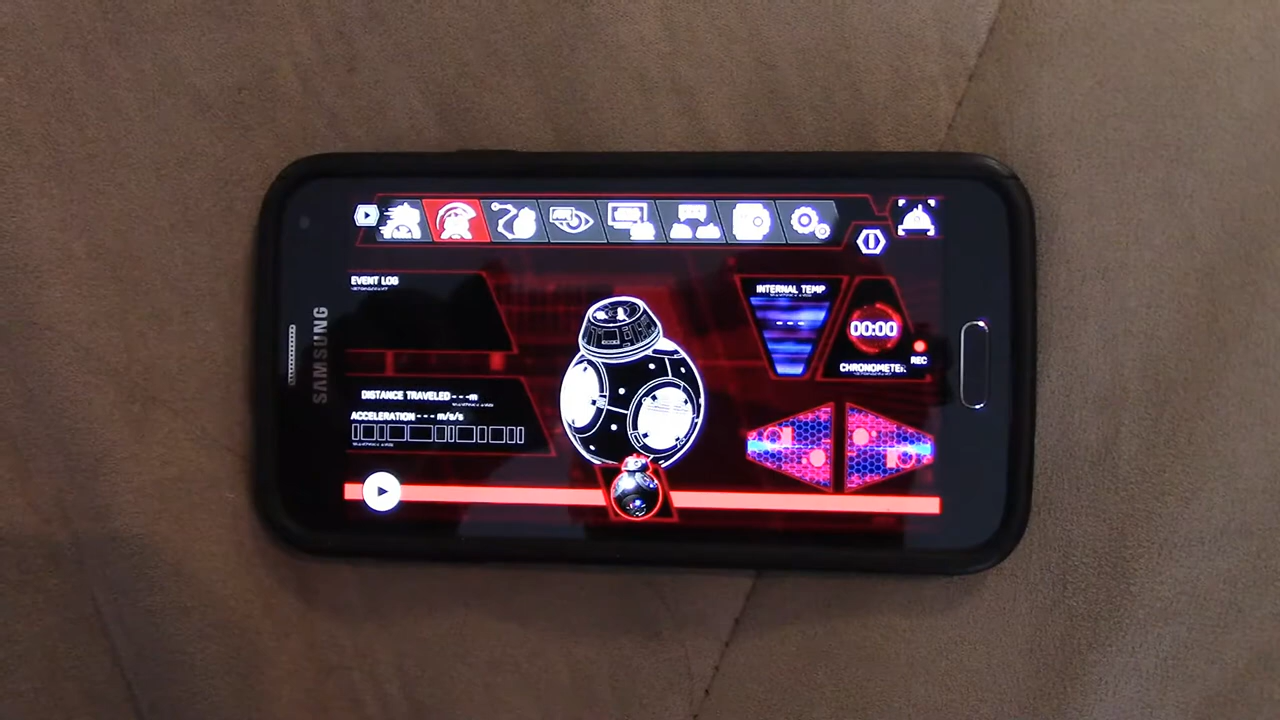 SAMSUNG
EVENT LOG
DISTANCE TRAVELED - - - m
ACCELERATION - - - m/s/s
INTERNAL TEMP
- - -
00:00
CHRONOMETER
REC